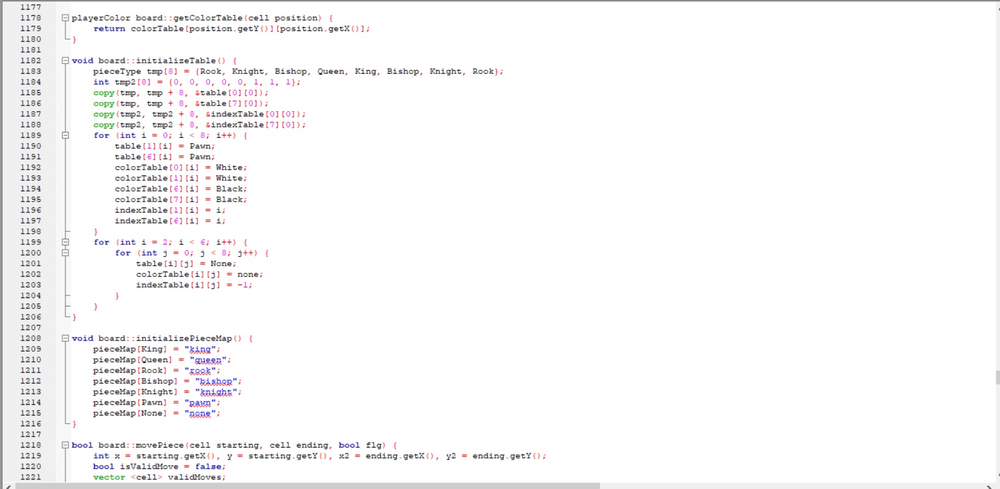 1177
1178 playerColor board::getColorTable(cell position) {
1179     return colorTable[position.getY()][position.getX()];
1180 }
1181
1182 void board::initializeTable() {
1183     pieceType tmp[8] = {Rook, Knight, Bishop, Queen, King, Bishop, Knight, Rook};
1184     int tmp2[8] = {0, 0, 0, 0, 0, 1, 1, 1};
1185     copy(tmp, tmp + 8, &table[0][0]);
1186     copy(tmp, tmp + 8, &table[7][0]);
1187     copy(tmp2, tmp2 + 8, &indexTable[0][0]);
1188     copy(tmp2, tmp2 + 8, &indexTable[7][0]);
1189     for (int i = 0; i < 8; i++) {
1190         table[1][i] = Pawn;
1191         table[6][i] = Pawn;
1192         colorTable[0][i] = White;
1193         colorTable[1][i] = White;
1194         colorTable[6][i] = Black;
1195         colorTable[7][i] = Black;
1196         indexTable[1][i] = i;
1197         indexTable[6][i] = i;
1198     }
1199     for (int i = 2; i < 6; i++) {
1200         for (int j = 0; j < 8; j++) {
1201             table[i][j] = None;
1202             colorTable[i][j] = none;
1203             indexTable[i][j] = -1;
1204         }
1205     }
1206 }
1207
1208 void board::initializePieceMap() {
1209     pieceMap[King] = "king";
1210     pieceMap[Queen] = "queen";
1211     pieceMap[Rook] = "rook";
1212     pieceMap[Bishop] = "bishop";
1213     pieceMap[Knight] = "knight";
1214     pieceMap[Pawn] = "pawn";
1215     pieceMap[None] = "none";
1216 }
1217
1218 bool board::movePiece(cell starting, cell ending, bool flg) {
1219     int x = starting.getX(), y = starting.getY(), x2 = ending.getX(), y2 = ending.getY();
1220     bool isValidMove = false;
1221     vector <cell> validMoves;